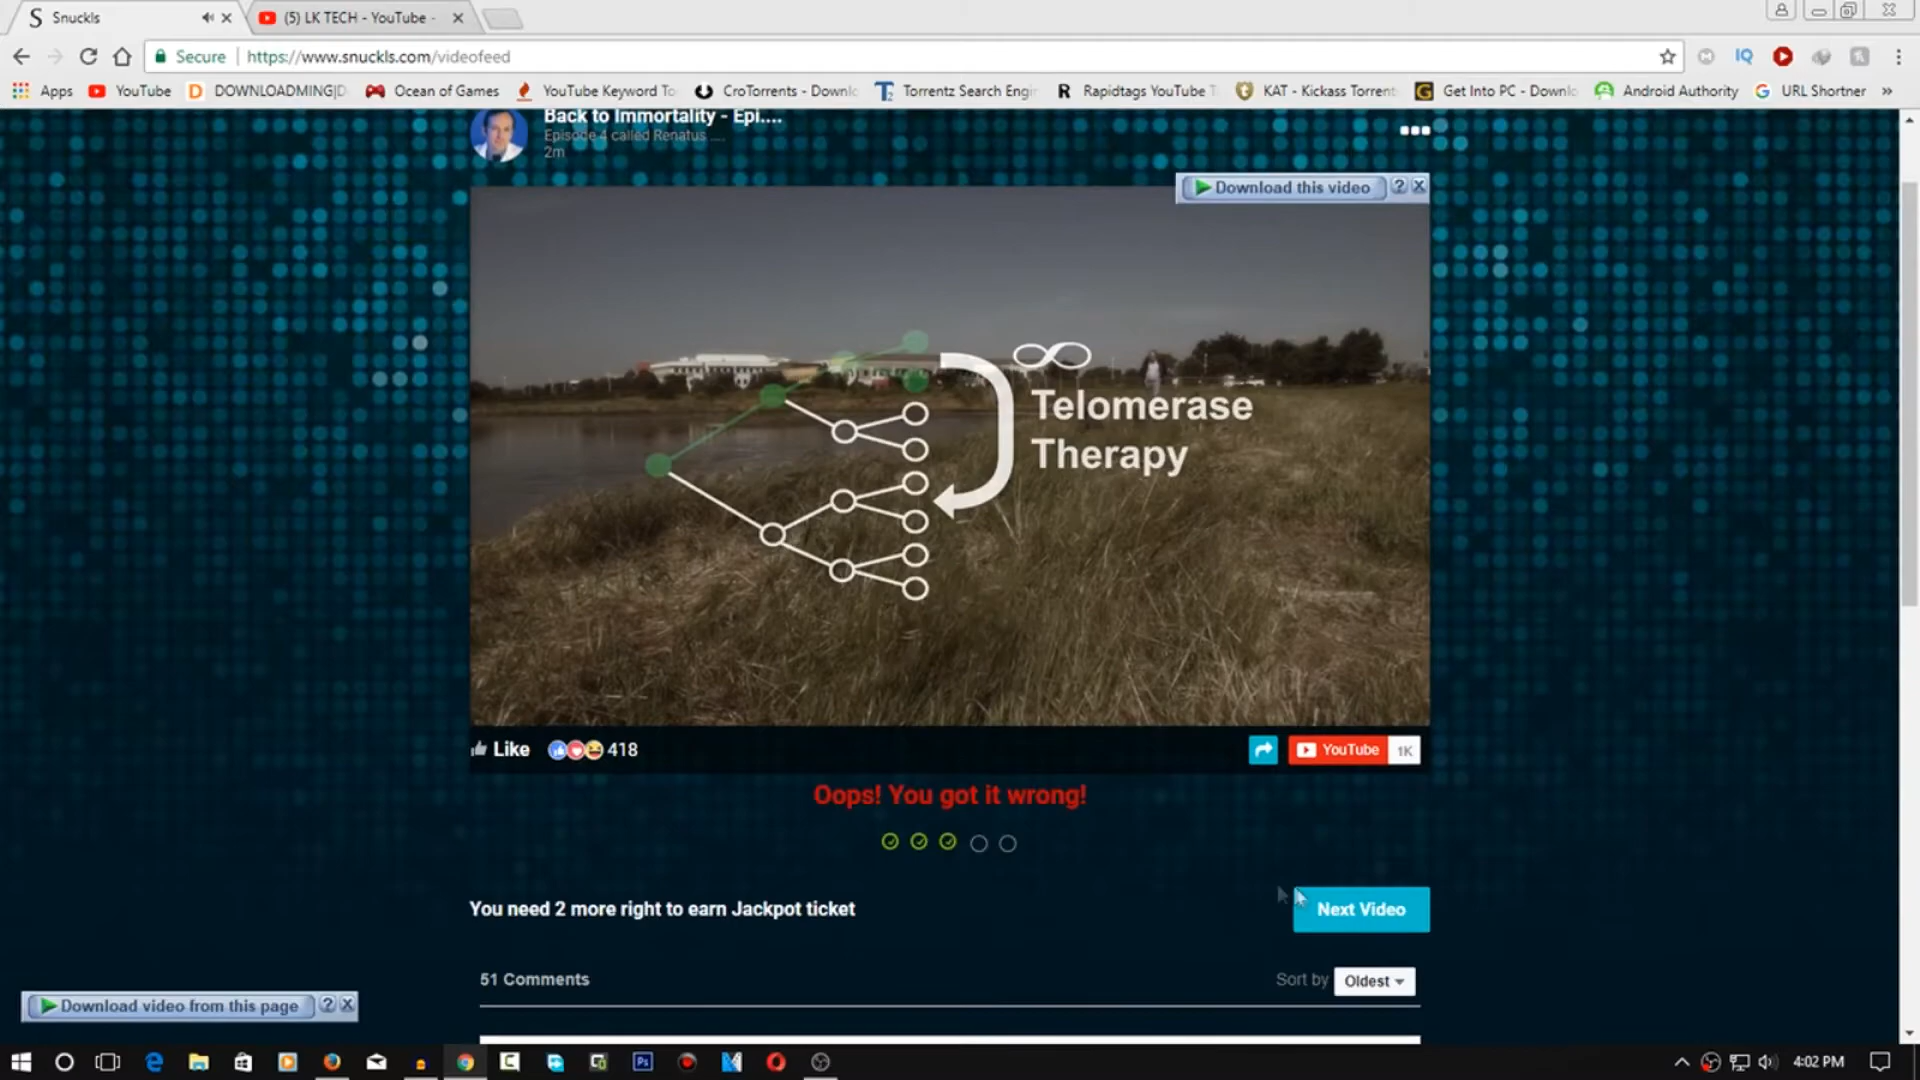 Snuckls
(5) LK TECH - YouTube -
Secure https://www.snuckls.com/videofeed
Apps YouTube DOWNLOADMING|D Ocean of Games YouTube Keyword To CroTorrents - Downlo Torrentz Search Engi Rapidtags YouTube T KAT - Kickass Torrent Get Into PC - Downlo Android Authority URL Shortner »
Back to Immortality - Epi....
Episode 4 called Renatus ....
2m
Download this video
Telomerase
Therapy
Like 418
YouTube 1K
Oops! You got it wrong!
You need 2 more right to earn Jackpot ticket
Next Video
51 Comments
Sort by Oldest
Download video from this page
4:02 PM